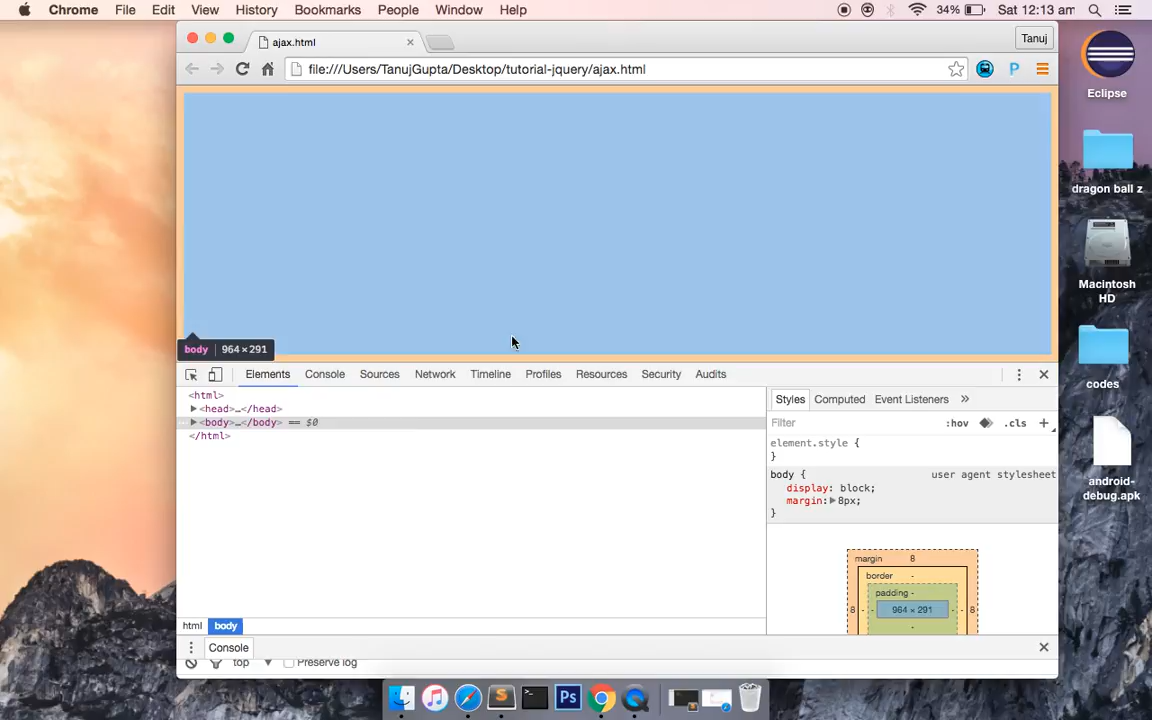 Chrome File Edit View History Bookmarks People Window Help 34% Sat 12:13 am
ajax.html
Tanuj
file:///Users/TanujGupta/Desktop/tutorial-jquery/ajax.html
P
Eclipse
dragon ball z
Macintosh HD
codes
android-debug.apk
body 964×291
Elements Console Sources Network Timeline Profiles Resources Security Audits
<html>
<head>…</head>
<body>…</body> == $0
</html>
Styles Computed Event Listeners »
Filter :hov .cls +
element.style {
}
body { user agent stylesheet
display: block;
margin: 8px;
}
margin 8
border -
padding -
8 - - 964 × 291 - - 8
-
html body
Console
top Preserve log
Ps